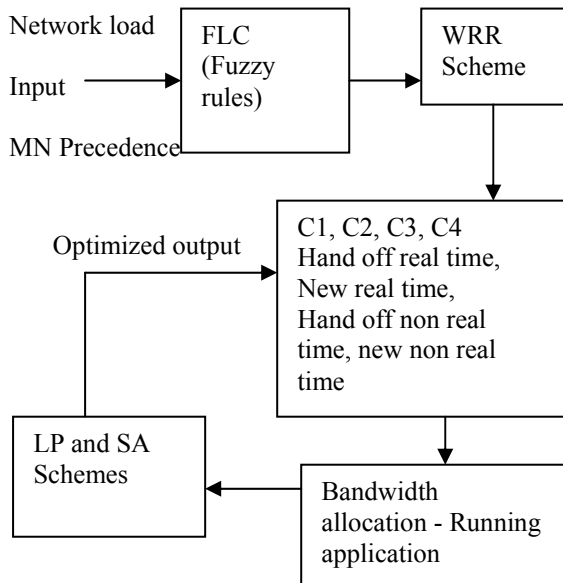 Network load
Input
MN Precedence
FLC
(Fuzzy
rules)
WRR
Scheme
C1, C2, C3, C4
Hand off real time,
New real time,
Hand off non real
time, new non real
time
Optimized output
LP and SA
Schemes
Bandwidth
allocation - Running
application